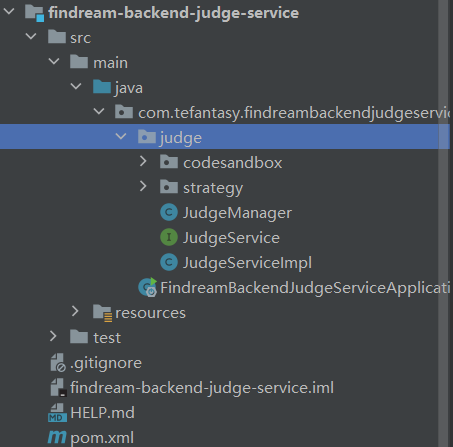 findream-backend-judge-service
src
main
java
com.tefantasy.findreambackendjudgeservic
judge
codesandbox
strategy
C JudgeManager
I JudgeService
C JudgeServiceImpl
FindreamBackendJudgeServiceApplicati
resources
test
.gitignore
findream-backend-judge-service.iml
MD HELP.md
m pom.xml